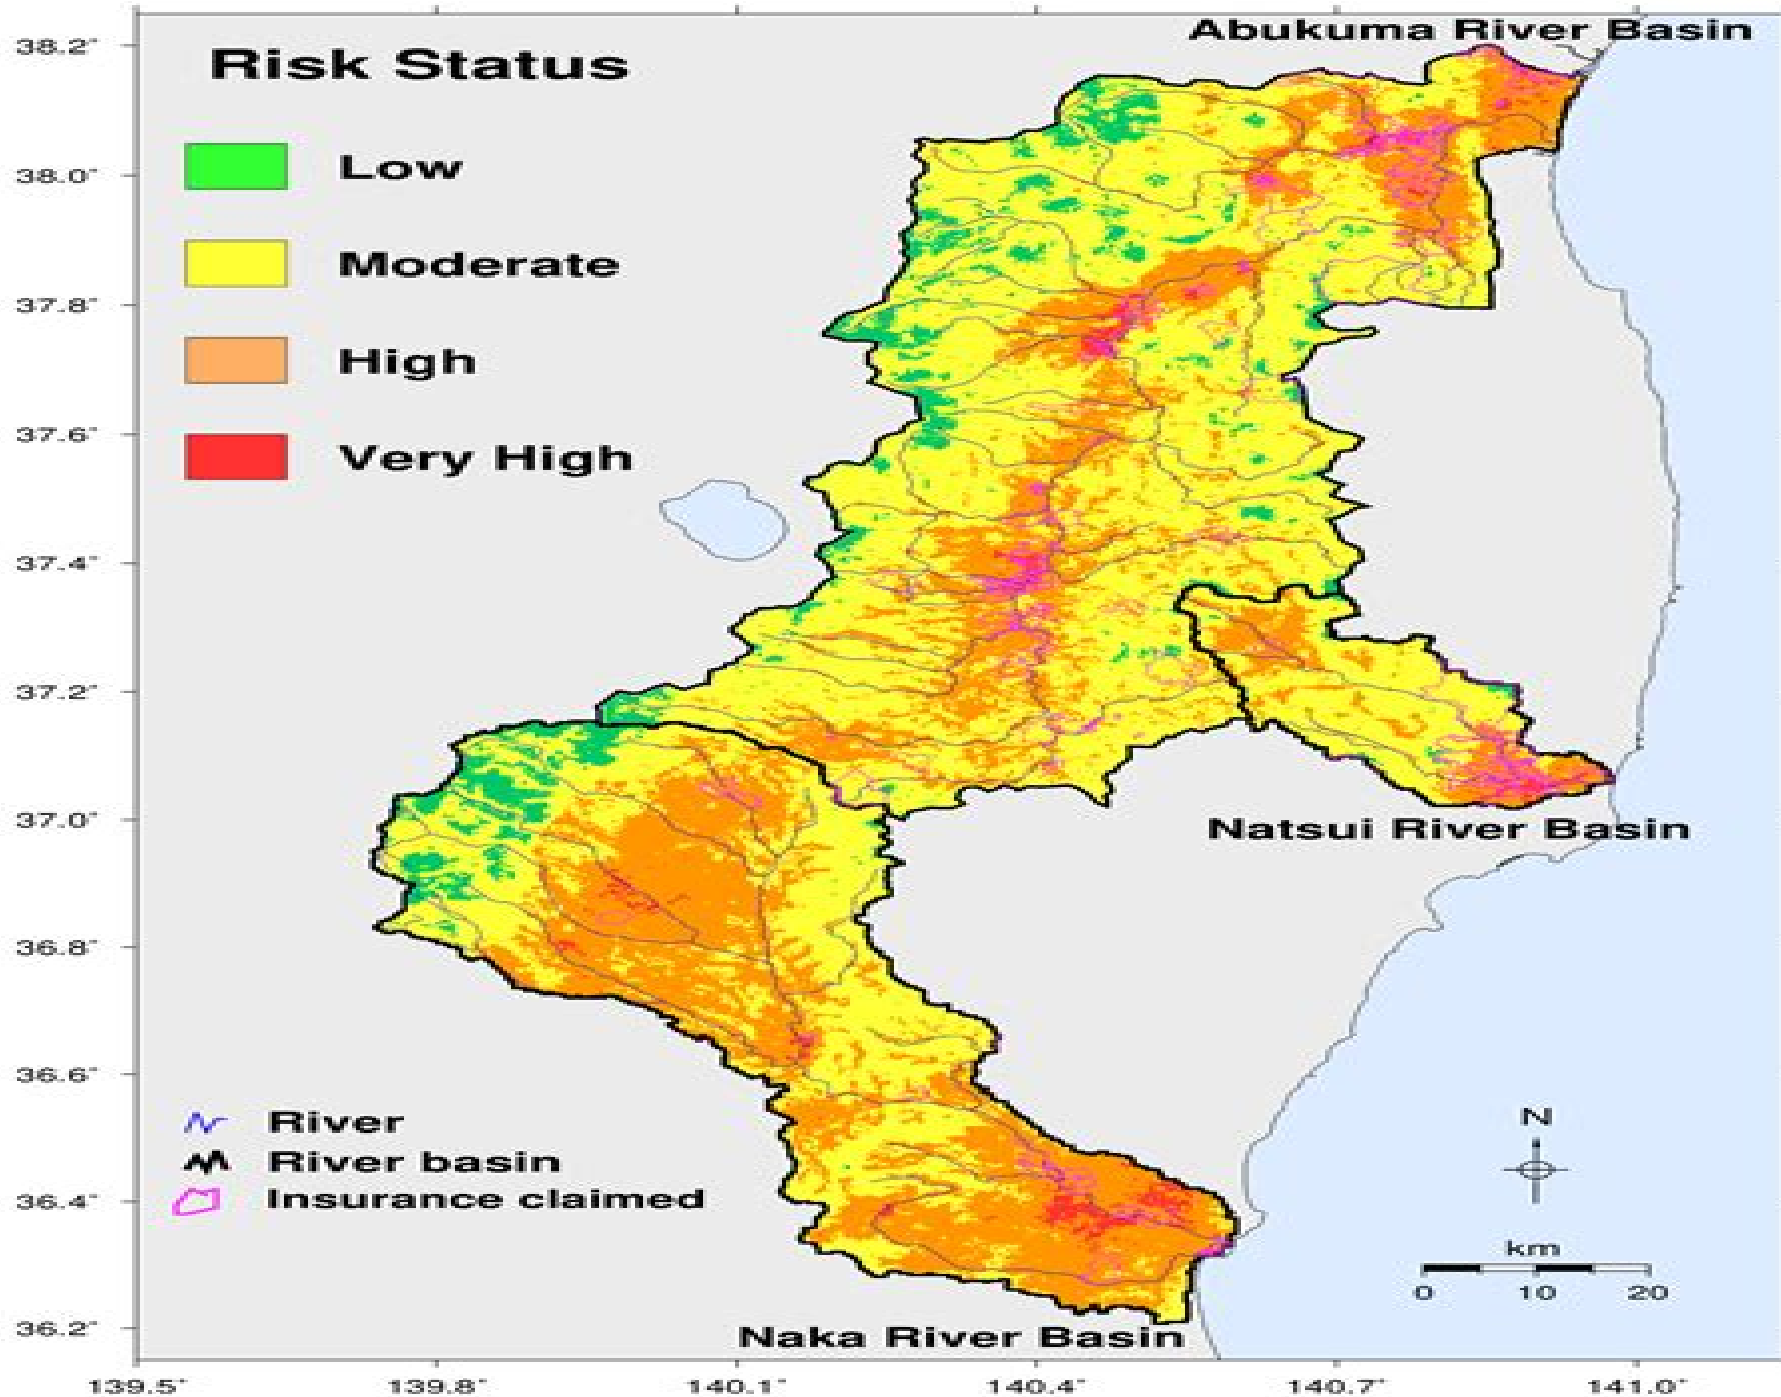 Abukuma River Basin
38.2°
Risk Status
Low
38.0°
Moderate
37.8°
High
37.6°
Very High
37.4°
37.2°
37.0°
Natsui River Basin
36.8°
36.6°
N
River
River basin
Insurance claimed
36.4°
km
0 10 20
36.2°
Naka River Basin
139.5° 139.8° 140.1° 140.4° 140.7° 141.0°